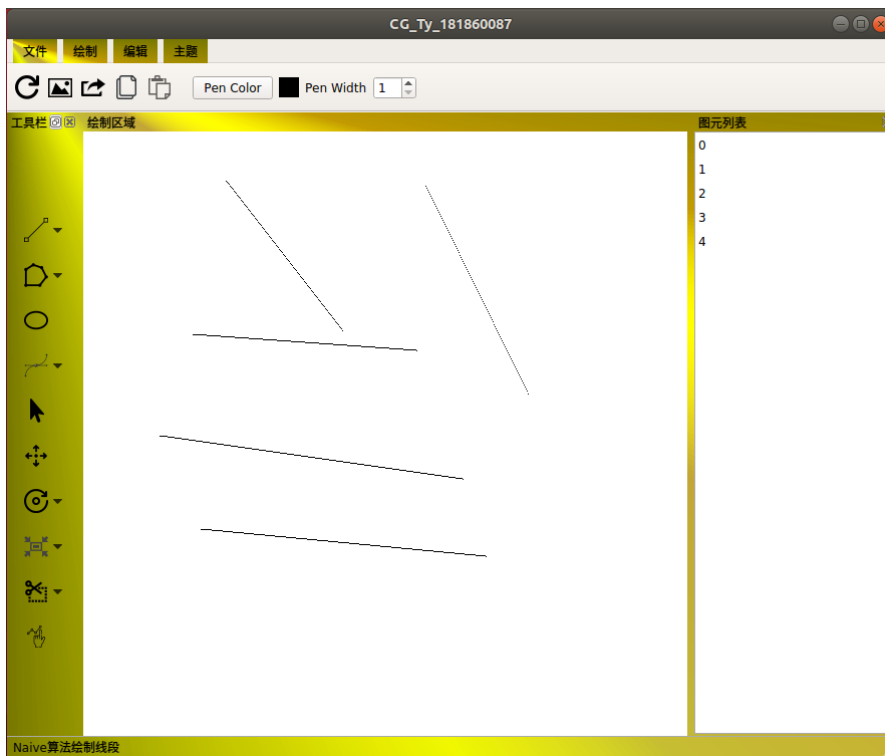 CG_Ty_181860087
文件 绘制 编辑 主题
Pen Color Pen Width 1
工具栏 绘制区域 图元列表
0
1
2
3
4
Naive算法绘制线段